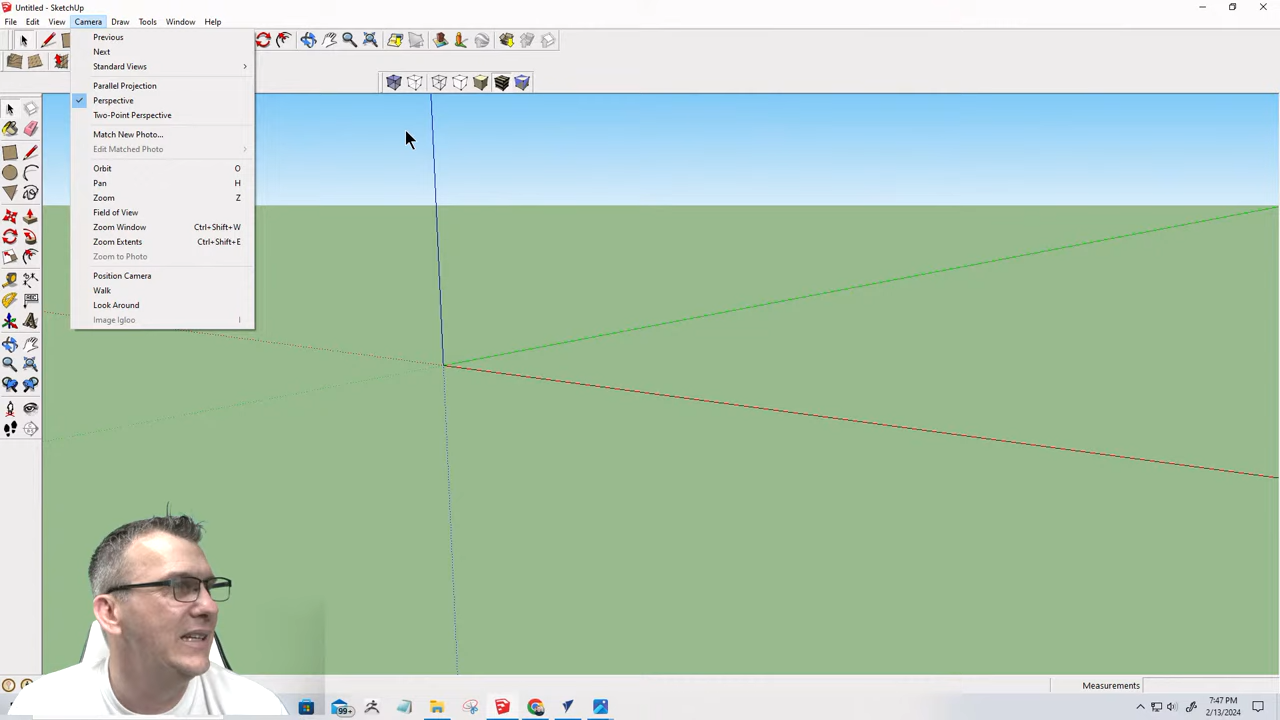 Untitled - SketchUp
File Edit View Camera Draw Tools Window Help
Previous
Next
Standard Views
Parallel Projection
Perspective
Two-Point Perspective
Match New Photo...
Edit Matched Photo
Orbit O
Pan H
Zoom Z
Field of View
Zoom Window Ctrl+Shift+W
Zoom Extents Ctrl+Shift+E
Zoom to Photo
Position Camera
Walk
Look Around
Image Igloo I
Measurements
99+
7:47 PM
2/13/2024